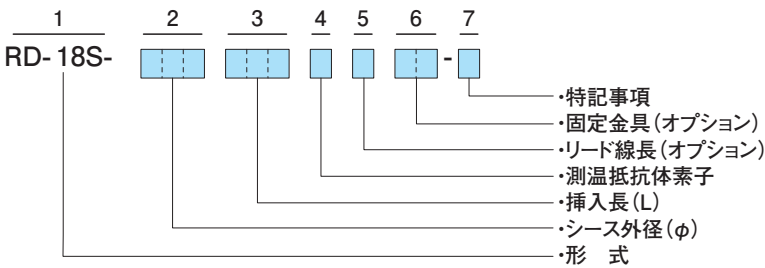 1 2 3 4 5 6 7
RD-18S- -
・特記事項
・固定金具(オプション)
・リード線長(オプション)
・測温抵抗体素子
・挿入長(L)
・シース外径(φ)
・形　式